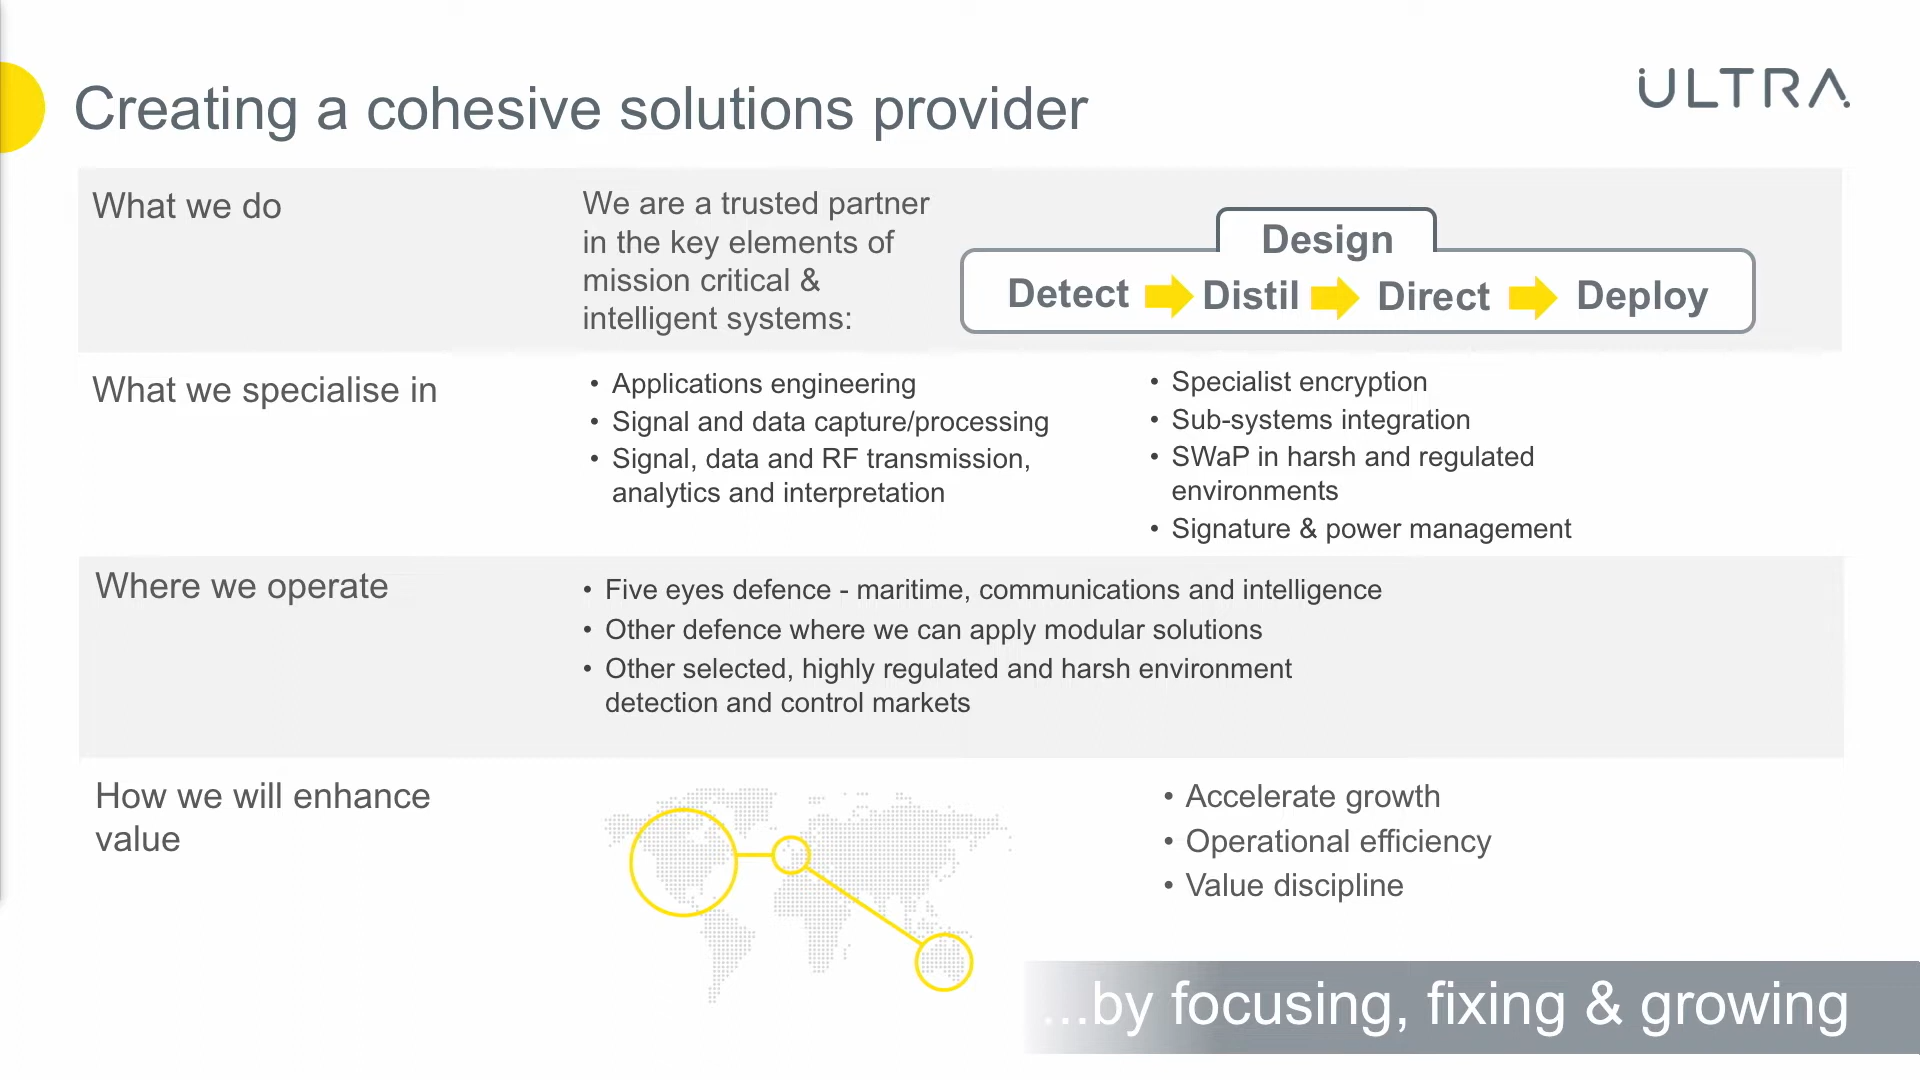 Creating a cohesive solutions provider
ULTRA
What we do
We are a trusted partner
in the key elements of
mission critical &
intelligent systems:
Design
Detect Distil Direct Deploy
What we specialise in
• Applications engineering
• Signal and data capture/processing
• Signal, data and RF transmission,
analytics and interpretation
• Specialist encryption
• Sub-systems integration
• SWaP in harsh and regulated
environments
• Signature & power management
Where we operate
• Five eyes defence - maritime, communications and intelligence
• Other defence where we can apply modular solutions
• Other selected, highly regulated and harsh environment
detection and control markets
How we will enhance
value
• Accelerate growth
• Operational efficiency
• Value discipline
...by focusing, fixing & growing